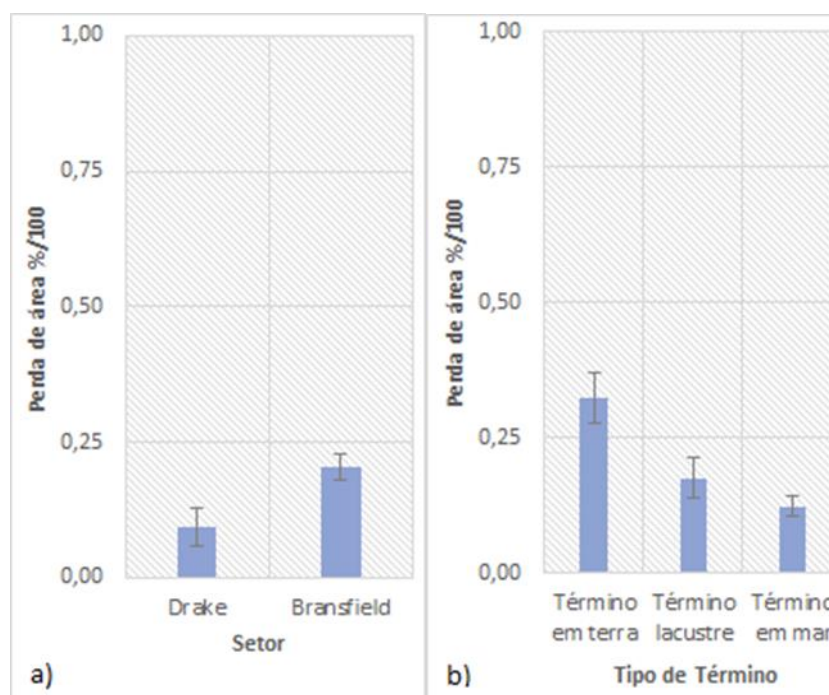 1,00
0,75
0,50
0,25
0,00
Perda de área %/100
Drake
Bransfield
Setor
a)
1,00
0,75
0,50
0,25
0,00
Perda de área %/100
Término
em terra
Término
lacustre
Término
em mar
Tipo de Término
b)